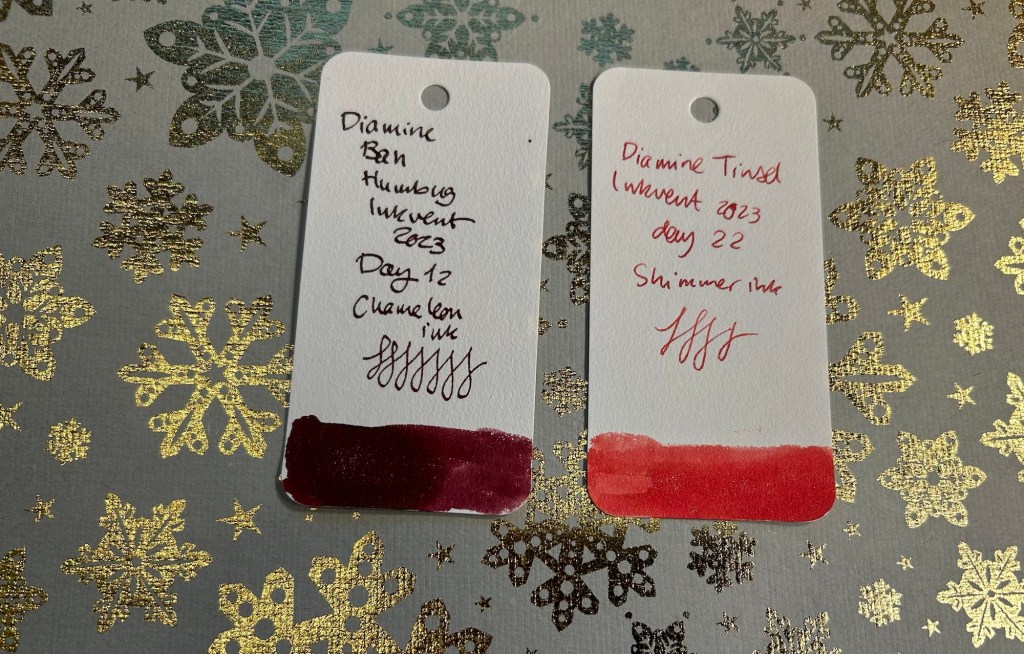 Diamine
Bah
Humbug
Inkvent
2023
Day 12
Chameleon
ink
Diamine Tinsel
Inkvent 2023
day 22
Shimmer ink